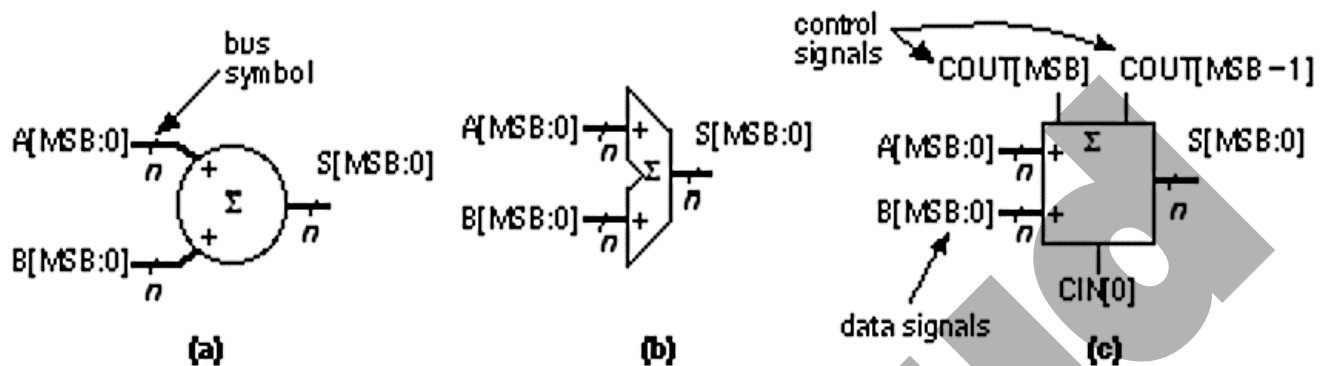 bus
symbol
A[MSB:0]
n
+
Σ
S[MSB:0]
n
+
B[MSB:0]
n
(a)
A[MSB:0]
n
+
Σ
S[MSB:0]
n
B[MSB:0]
n
+
(b)
control
signals
COUT[MSB]
COUT[MSB-1]
A[MSB:0]
n
+
Σ
S[MSB:0]
n
B[MSB:0]
n
+
CIN[0]
data signals
(c)